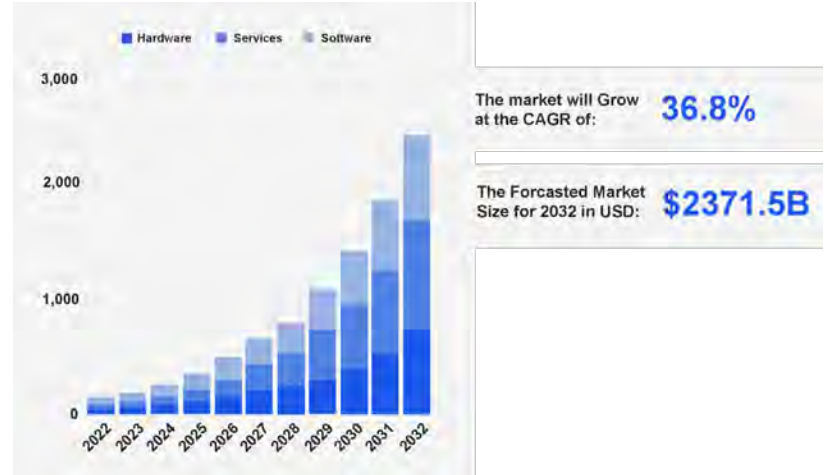 Hardware Services Software
3,000
2,000
1,000
0
2022 2023 2024 2025 2026 2027 2028 2029 2030 2031 2032
The market will Grow
at the CAGR of:
36.8%
The Forcasted Market
Size for 2032 in USD:
$2371.5B